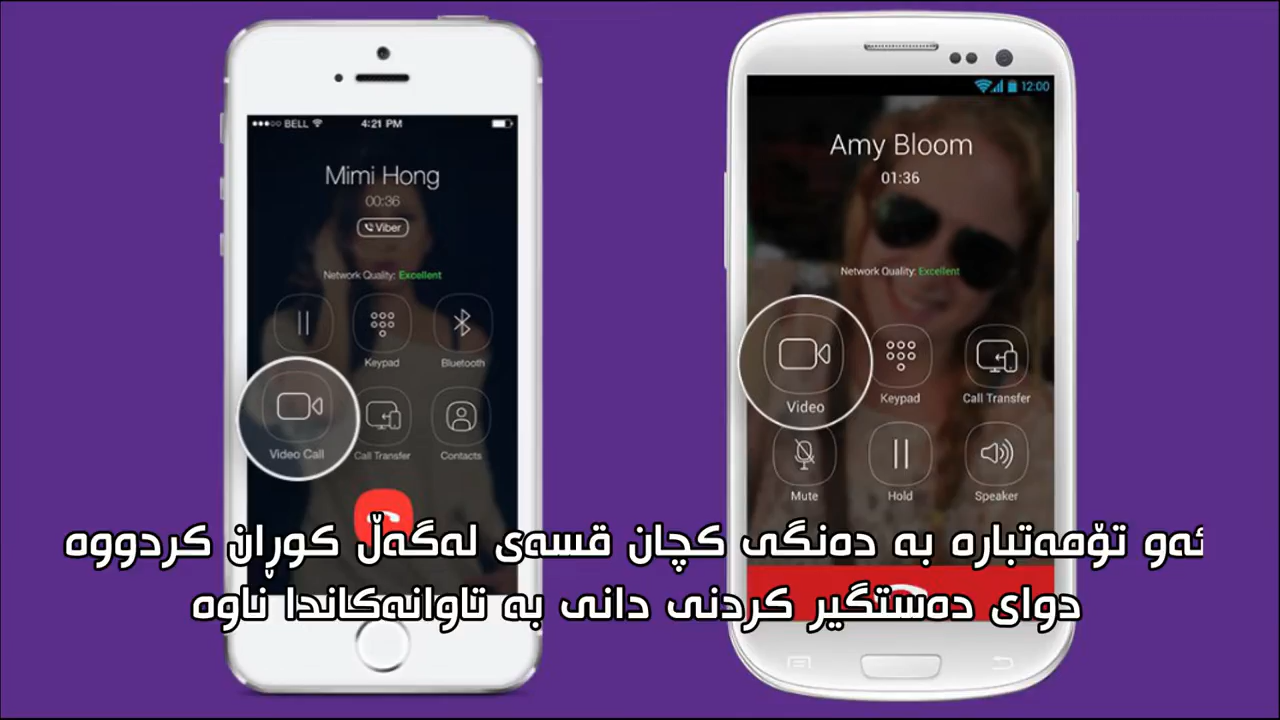 BELL
4:21 PM
Mimi Hong
00:36
Viber
Network Quality: Excellent
Keypad
Bluetooth
Video Call
Call Transfer
Contacts
12:00
Amy Bloom
01:36
Network Quality: Excellent
Video
Keypad
Call Transfer
Mute
Hold
Speaker
ئەو تۆمەتبارە بە دەنگی کچان قسەی لەگەڵ کوڕان کردووە
دوای دەستگیر کردنی دانی بە تاوانەکاندا ناوە